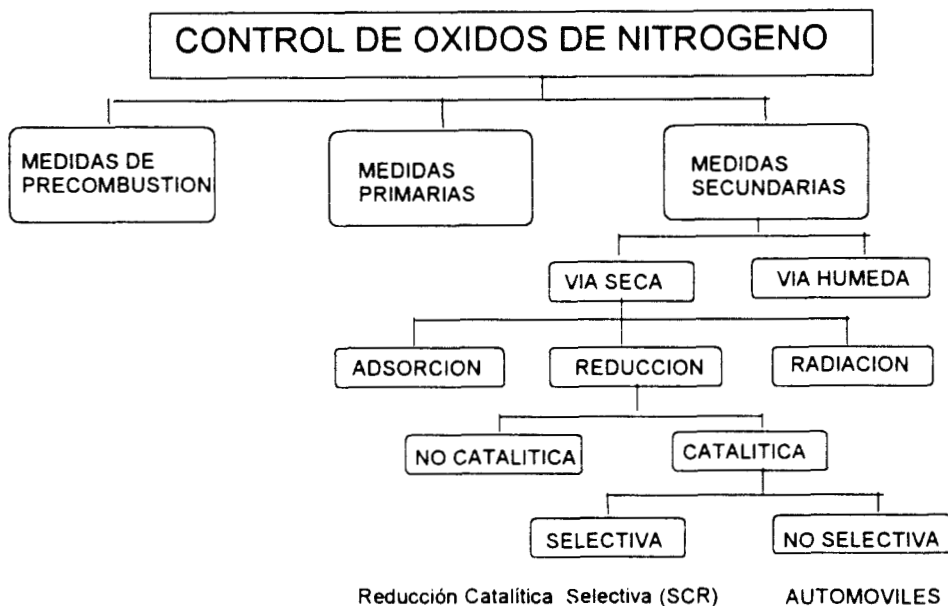 CONTROL DE OXIDOS DE NITROGENO
MEDIDAS DE
PRECOMBUSTION
MEDIDAS
PRIMARIAS
MEDIDAS
SECUNDARIAS
VIA SECA
VIA HUMEDA
ADSORCION
REDUCCION
RADIACION
NO CATALITICA
CATALITICA
SELECTIVA
NO SELECTIVA
Reducción Catalítica Selectiva (SCR)
AUTOMOVILES